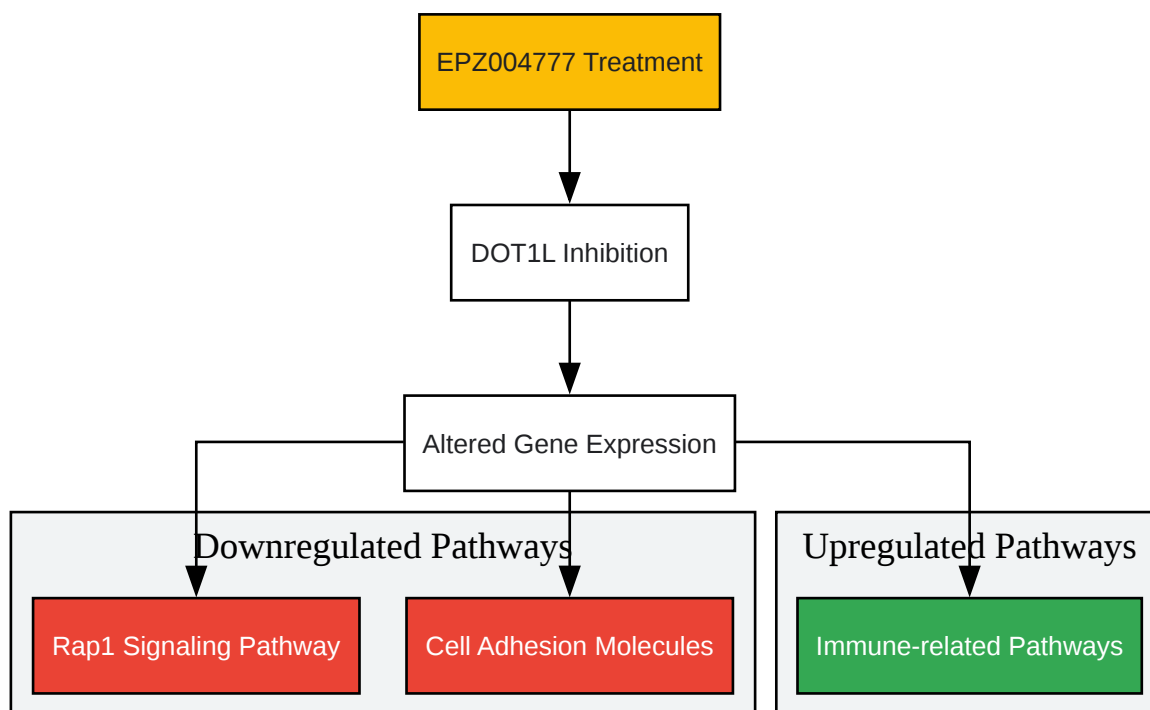 EPZ004777 Treatment
DOT1L Inhibition
Altered Gene Expression
Downregulated Pathways
Upregulated Pathways
Rap1 Signaling Pathway
Cell Adhesion Molecules
Immune-related Pathways